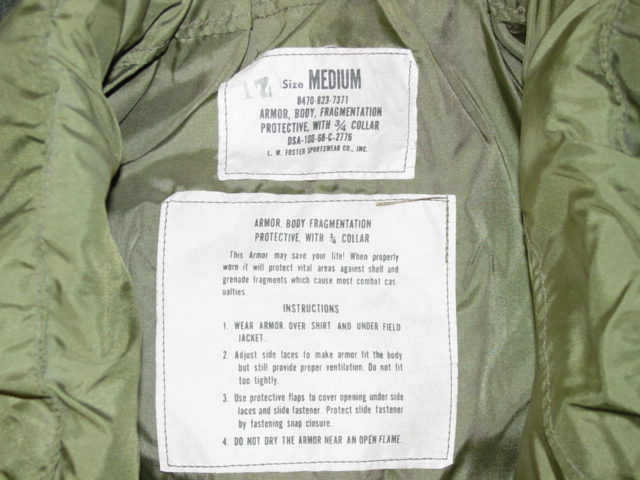 Size MEDIUM
8470-823-7371
ARMOR, BODY, FRAGMENTATION
PROTECTIVE, WITH 3/4 COLLAR
DSA-100-68-C-2776
L. W. FOSTER SPORTSWEAR CO., INC.
ARMOR, BODY FRAGMENTATION
PROTECTIVE, WITH ¾ COLLAR
This Armor may save your life! When properly
worn it will protect vital areas against shell and
grenade fragments which cause most combat cas
ualties.
INSTRUCTIONS
1. WEAR ARMOR OVER SHIRT AND UNDER FIELD
JACKET.
2. Adjust side laces to make armor fit the body
but still provide proper ventilation. Do not fit
too tightly.
3. Use protective flaps to cover opening under side
laces and slide fastener. Protect slide fastener
by fastening snap closure.
4. DO NOT DRY THE ARMOR NEAR AN OPEN FLAME.